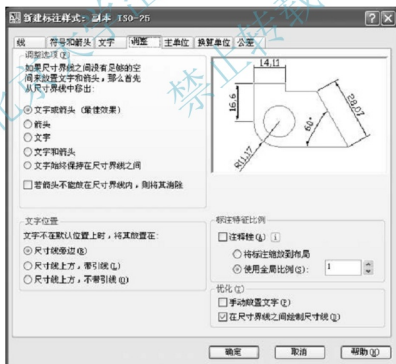 新建标注样式: 副本 ISO-25
线 符号和箭头 文字 调整 主单位 换算单位 公差
调整选项(F)
如果尺寸界线之间没有足够的空
间来放置文字和箭头，那么首先
从尺寸界线中移出:
文字或箭头 (最佳效果)
箭头
文字
文字和箭头
文字始终保持在尺寸界线之间
若箭头不能放在尺寸界线内，则将其消除
14.11
16.6
R8.07
60°
R11.17
文字位置
文字不在默认位置上时，将其放置在:
尺寸线旁边(B)
尺寸线上方，带引线(L)
尺寸线上方，不带引线(O)
标注特征比例
注释性(A)
将标注缩放到布局
使用全局比例(S): 1
优化(T)
手动放置文字(P)
在尺寸界线之间绘制尺寸线(D)
确定 取消 帮助(H)
禁止转载